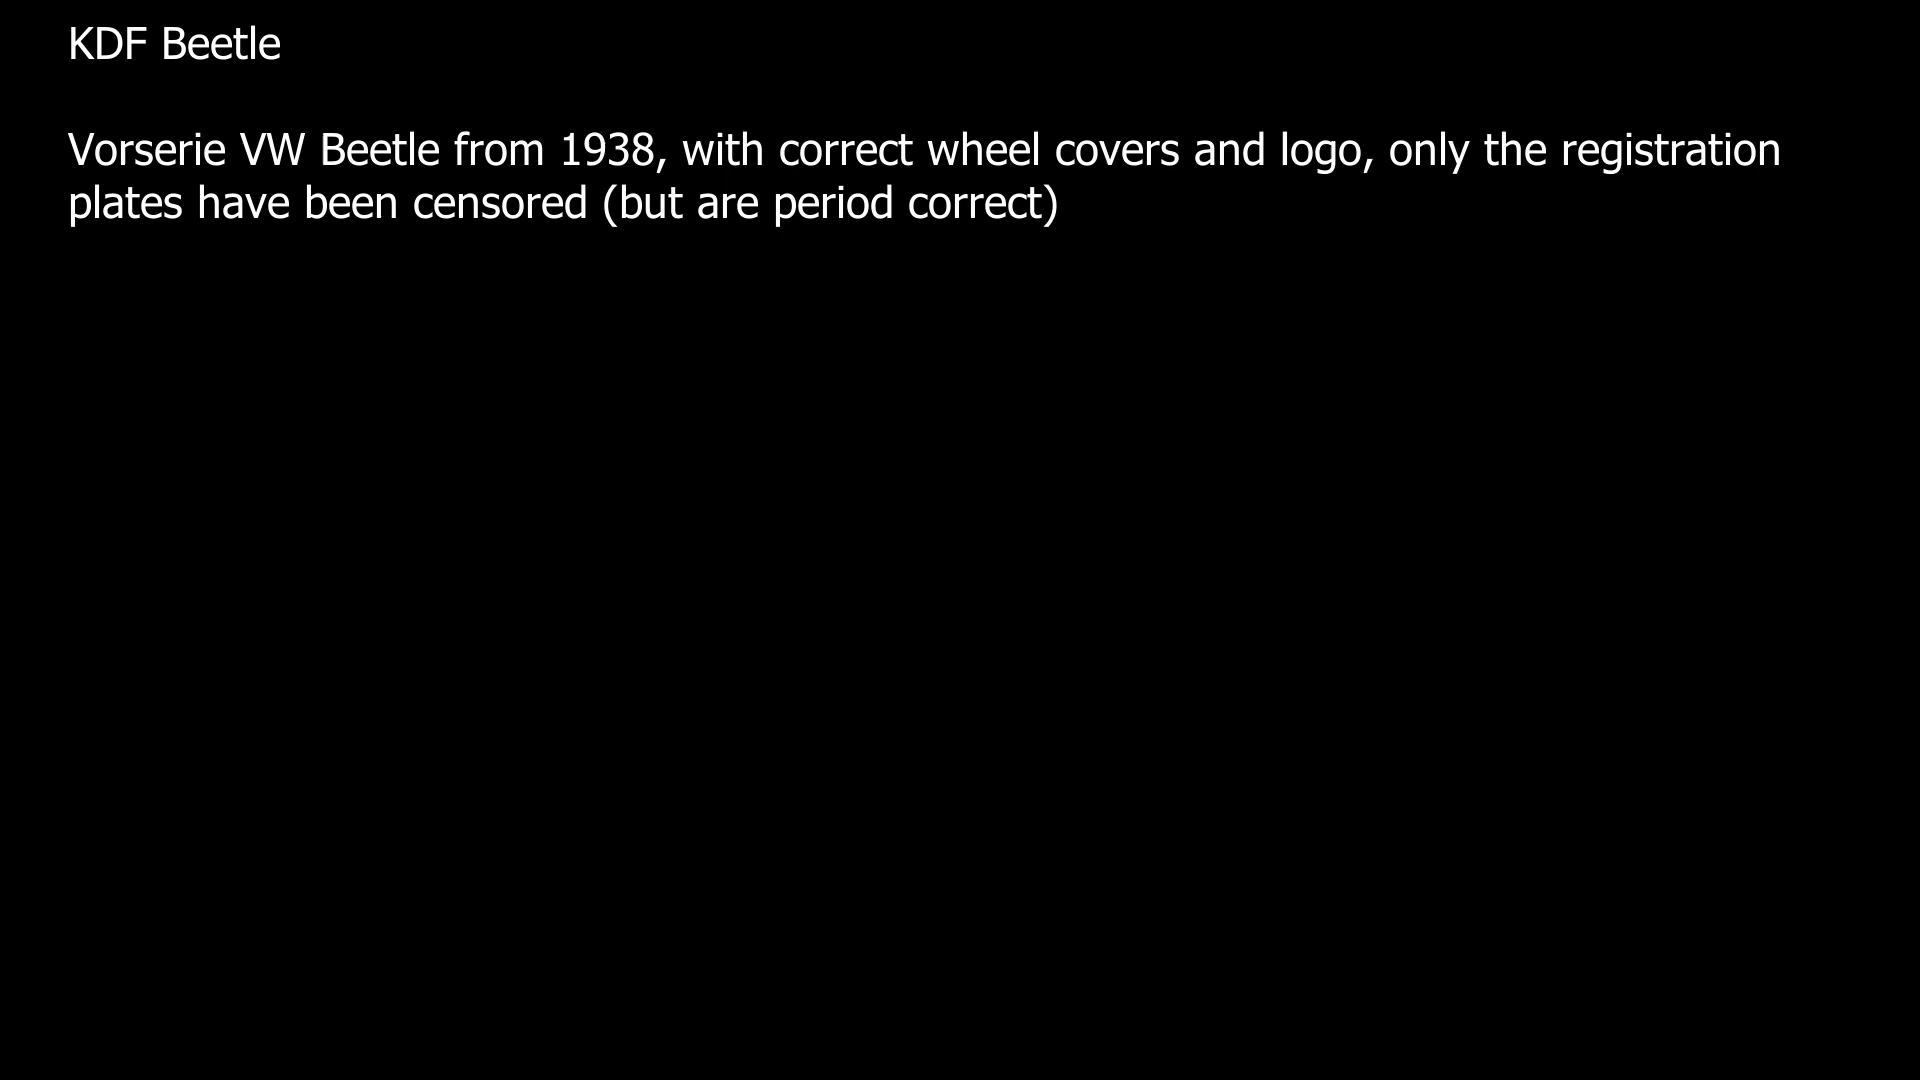 KDF Beetle
Vorserie VW Beetle from 1938, with correct wheel covers and logo, only the registration
plates have been censored (but are period correct)